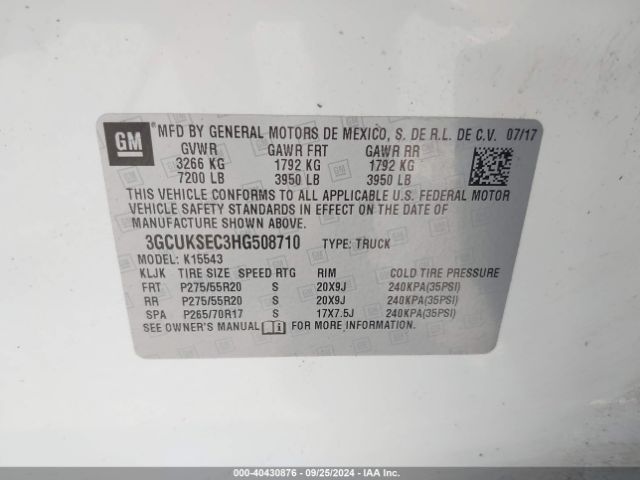 GM MFD BY GENERAL MOTORS DE MEXICO, S. DE R.L. DE C.V. 07/17
GVWR GAWR FRT GAWR RR
3266 KG 1792 KG 1792 KG
7200 LB 3950 LB 3950 LB
THIS VEHICLE CONFORMS TO ALL APPLICABLE U.S. FEDERAL MOTOR
VEHICLE SAFETY STANDARDS IN EFFECT ON THE DATE OF
MANUFACTURE SHOWN ABOVE.
3GCUKSEC3HG508710 TYPE: TRUCK
MODEL: K15543
KLJK TIRE SIZE SPEED RTG RIM COLD TIRE PRESSURE
FRT P275/55R20 S 20X9J 240KPA(35PSI)
RR P275/55R20 S 20X9J 240KPA(35PSI)
SPA P265/70R17 S 17X7.5J 240KPA(35PSI)
SEE OWNER'S MANUAL FOR MORE INFORMATION.
000-40430876 - 09/25/2024 - IAAI.COM